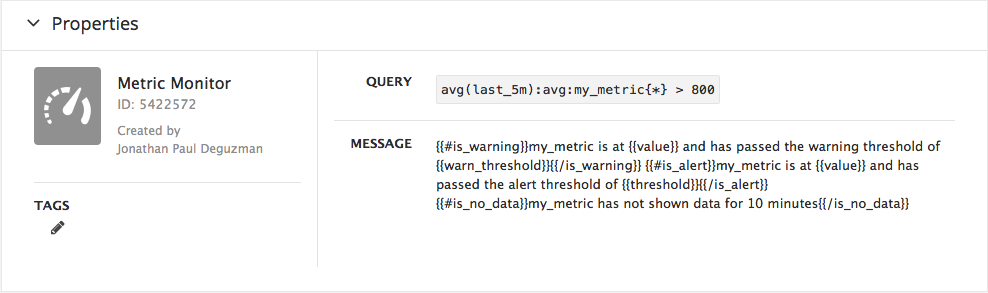 Properties
Metric Monitor
ID: 5422572
Created by
Jonathan Paul Deguzman
TAGS
QUERY
avg(last_5m):avg:my_metric{*} > 800
MESSAGE
{{#is_warning}}my_metric is at {{value}} and has passed the warning threshold of
{{warn_threshold}}{{/is_warning}} {{#is_alert}}my_metric is at {{value}} and has
passed the alert threshold of {{threshold}}{{/is_alert}}
{{#is_no_data}}my_metric has not shown data for 10 minutes{{/is_no_data}}